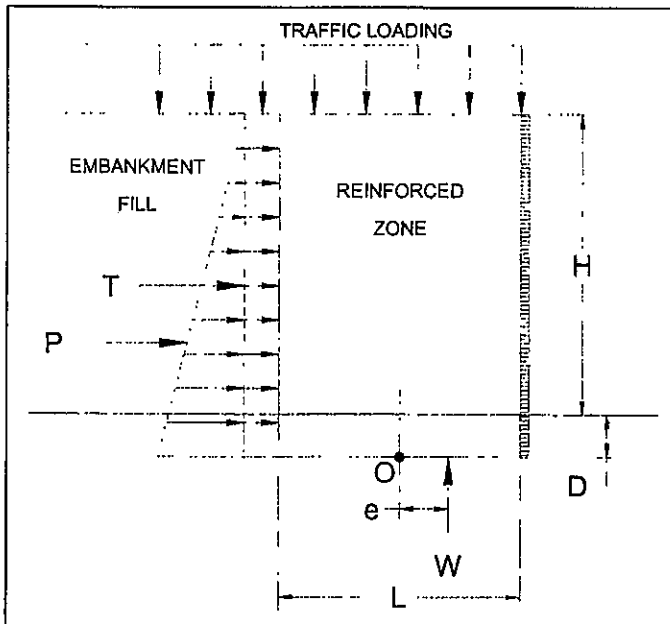 TRAFFIC LOADING
EMBANKMENT
FILL
REINFORCED
ZONE
H
T
P
O
D
e
W
L